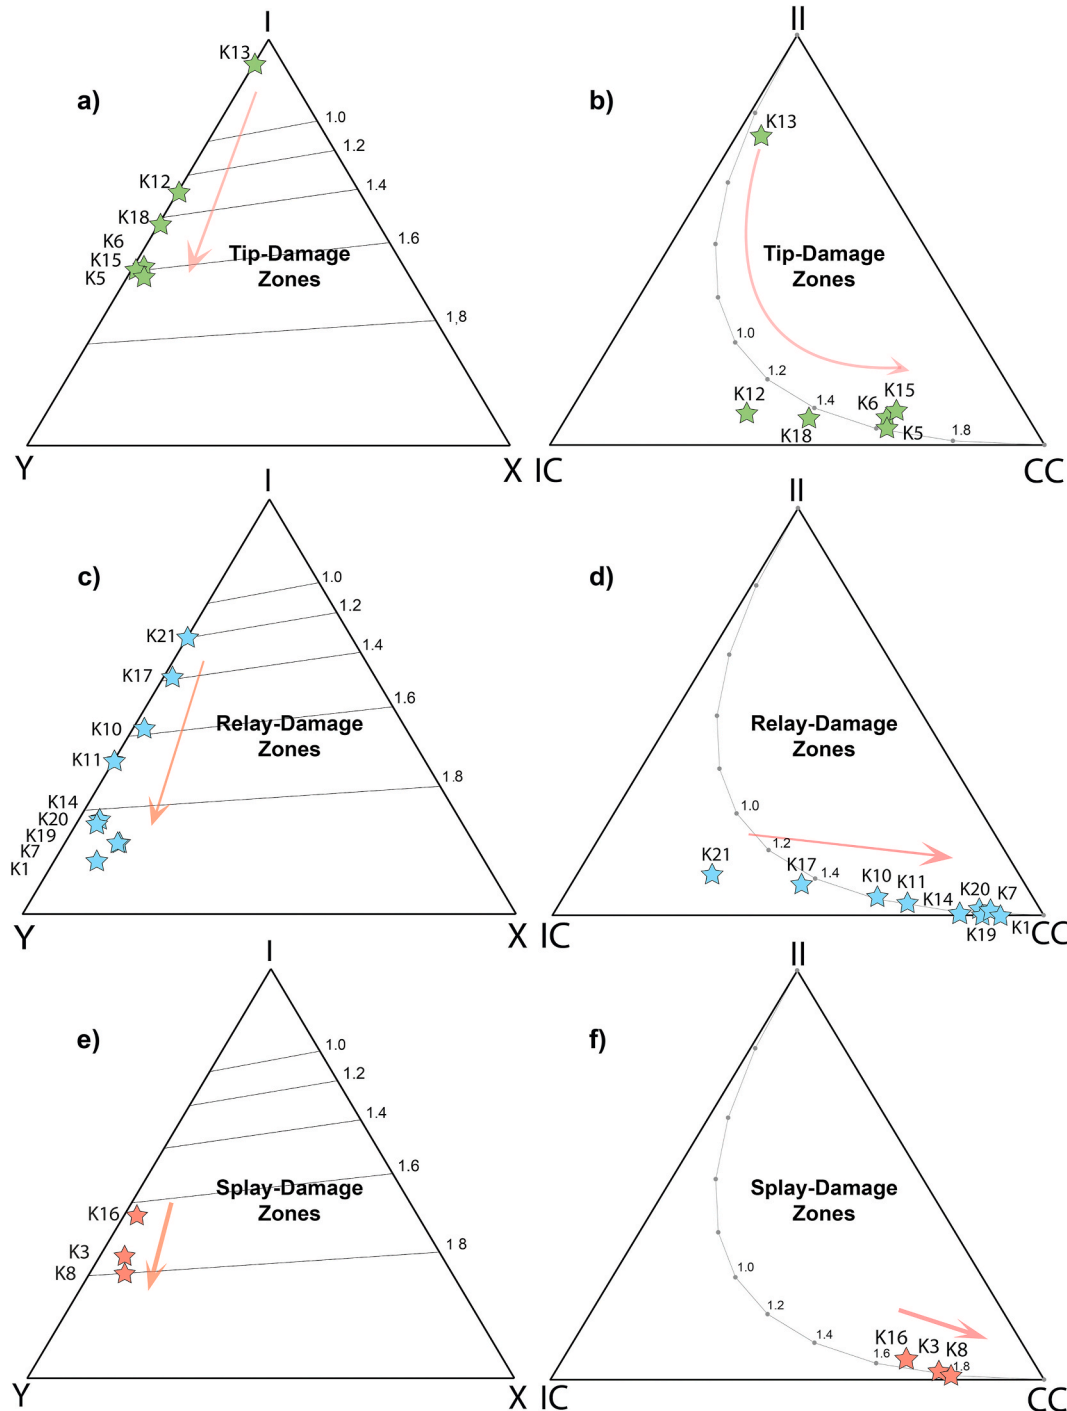 I
K13
a)
1.0
1.2
K12
1.4
K18
K6
1.6
K15
K5
Tip-Damage
Zones
1,8
Y
X
II
b)
K13
Tip-Damage
Zones
1.0
1.2
K12
1.4
K6
K15
K18
K5
1.8
IC
CC
I
c)
1.0
1.2
K21
1.4
K17
1.6
K10
Relay-Damage
Zones
K11
1.8
K14
K20
K19
K7
K1
Y
X
II
d)
Relay-Damage
Zones
1.0
1.2
K21
K17
1.4
K10
K11
K14
K20
K7
K19
K1
IC
CC
I
e)
1.0
1.2
1.4
1.6
Splay-Damage
Zones
K16
K3
1 8
K8
Y
X
II
f)
Splay-Damage
Zones
1.0
1.2
1.4
K16
K3
K8
1.6
1.8
IC
CC